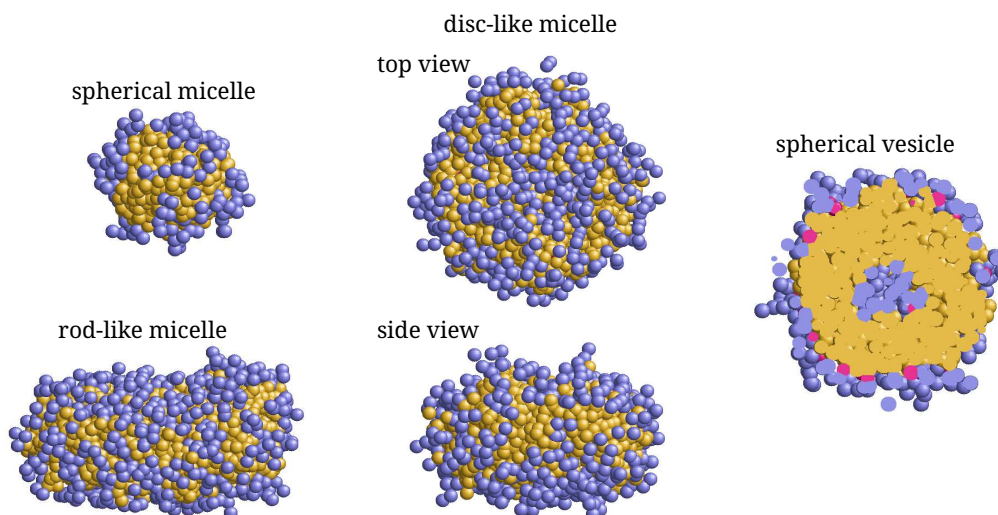 disc-like micelle
top view
spherical micelle
spherical vesicle
rod-like micelle
side view